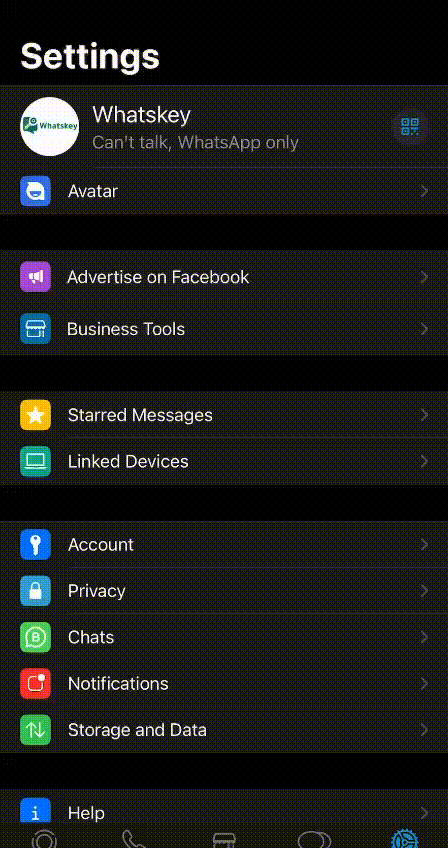 Settings
Whatskey
Whatskey
Can't talk, WhatsApp only
Avatar
Advertise on Facebook
Business Tools
Starred Messages
Linked Devices
Account
Privacy
B
Chats
Notifications
Storage and Data
i
Help